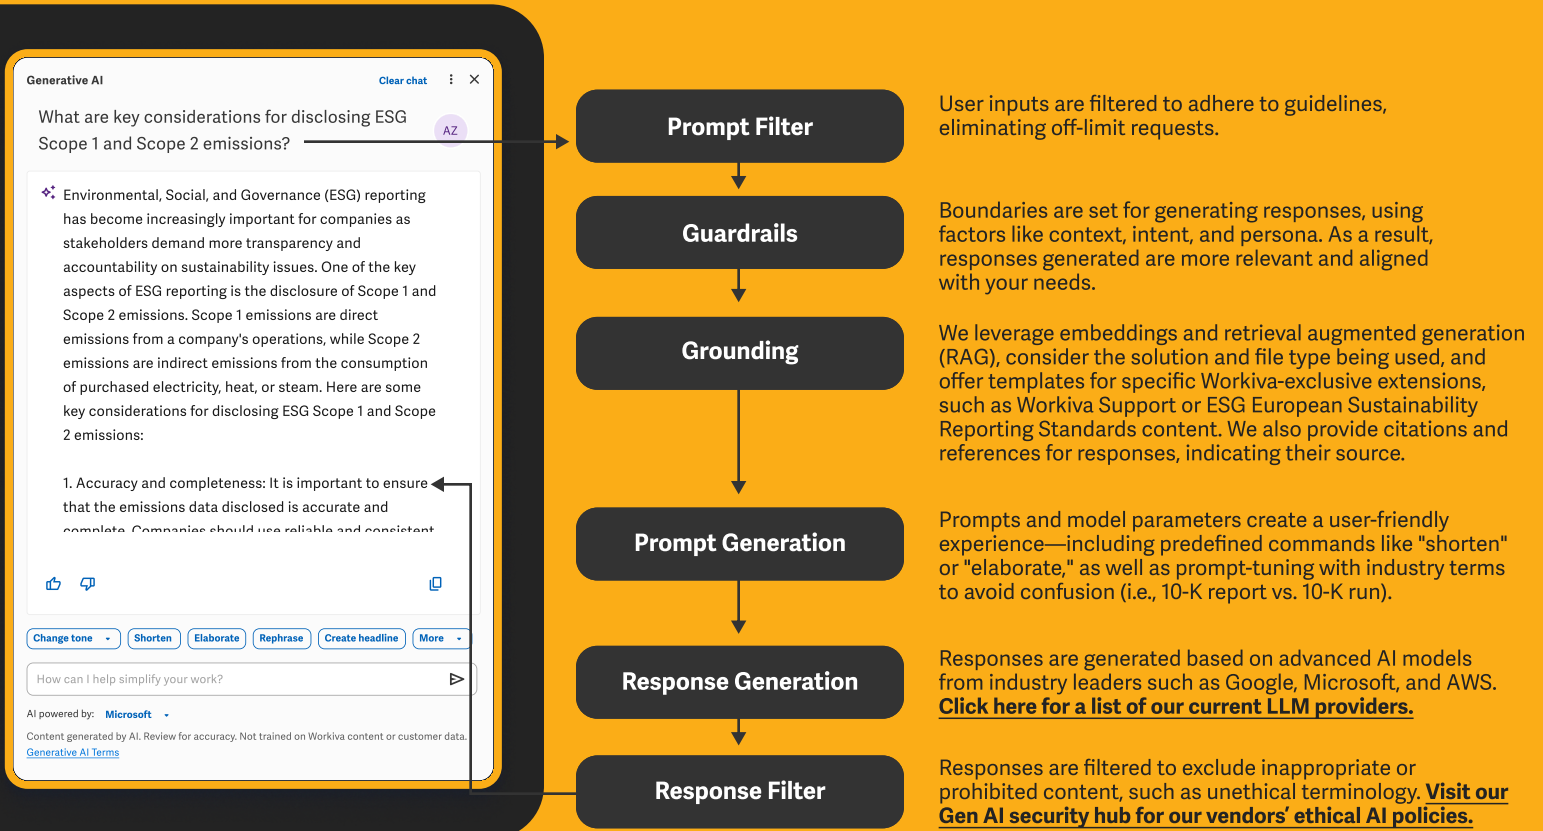 Generative AI
Clear chat
What are key considerations for disclosing ESG
Scope 1 and Scope 2 emissions?
AZ
Environmental, Social, and Governance (ESG) reporting
has become increasingly important for companies as
stakeholders demand more transparency and
accountability on sustainability issues. One of the key
aspects of ESG reporting is the disclosure of Scope 1 and
Scope 2 emissions. Scope 1 emissions are direct
emissions from a company's operations, while Scope 2
emissions are indirect emissions from the consumption
of purchased electricity, heat, or steam. Here are some
key considerations for disclosing ESG Scope 1 and Scope
2 emissions:
1. Accuracy and completeness: It is important to ensure
that the emissions data disclosed is accurate and
complete. Companies should use reliable and consistent
Change tone
Shorten
Elaborate
Rephrase
Create headline
More
How can I help simplify your work?
AI powered by: Microsoft
Content generated by AI. Review for accuracy. Not trained on Workiva content or customer data.
Generative AI Terms
Prompt Filter
User inputs are filtered to adhere to guidelines,
eliminating off-limit requests.
Guardrails
Boundaries are set for generating responses, using
factors like context, intent, and persona. As a result,
responses generated are more relevant and aligned
with your needs.
Grounding
We leverage embeddings and retrieval augmented generation
(RAG), consider the solution and file type being used, and
offer templates for specific Workiva-exclusive extensions,
such as Workiva Support or ESG European Sustainability
Reporting Standards content. We also provide citations and
references for responses, indicating their source.
Prompt Generation
Prompts and model parameters create a user-friendly
experience—including predefined commands like "shorten"
or "elaborate," as well as prompt-tuning with industry terms
to avoid confusion (i.e., 10-K report vs. 10-K run).
Response Generation
Responses are generated based on advanced AI models
from industry leaders such as Google, Microsoft, and AWS.
Click here for a list of our current LLM providers.
Response Filter
Responses are filtered to exclude inappropriate or
prohibited content, such as unethical terminology. Visit our
Gen AI security hub for our vendors’ ethical AI policies.